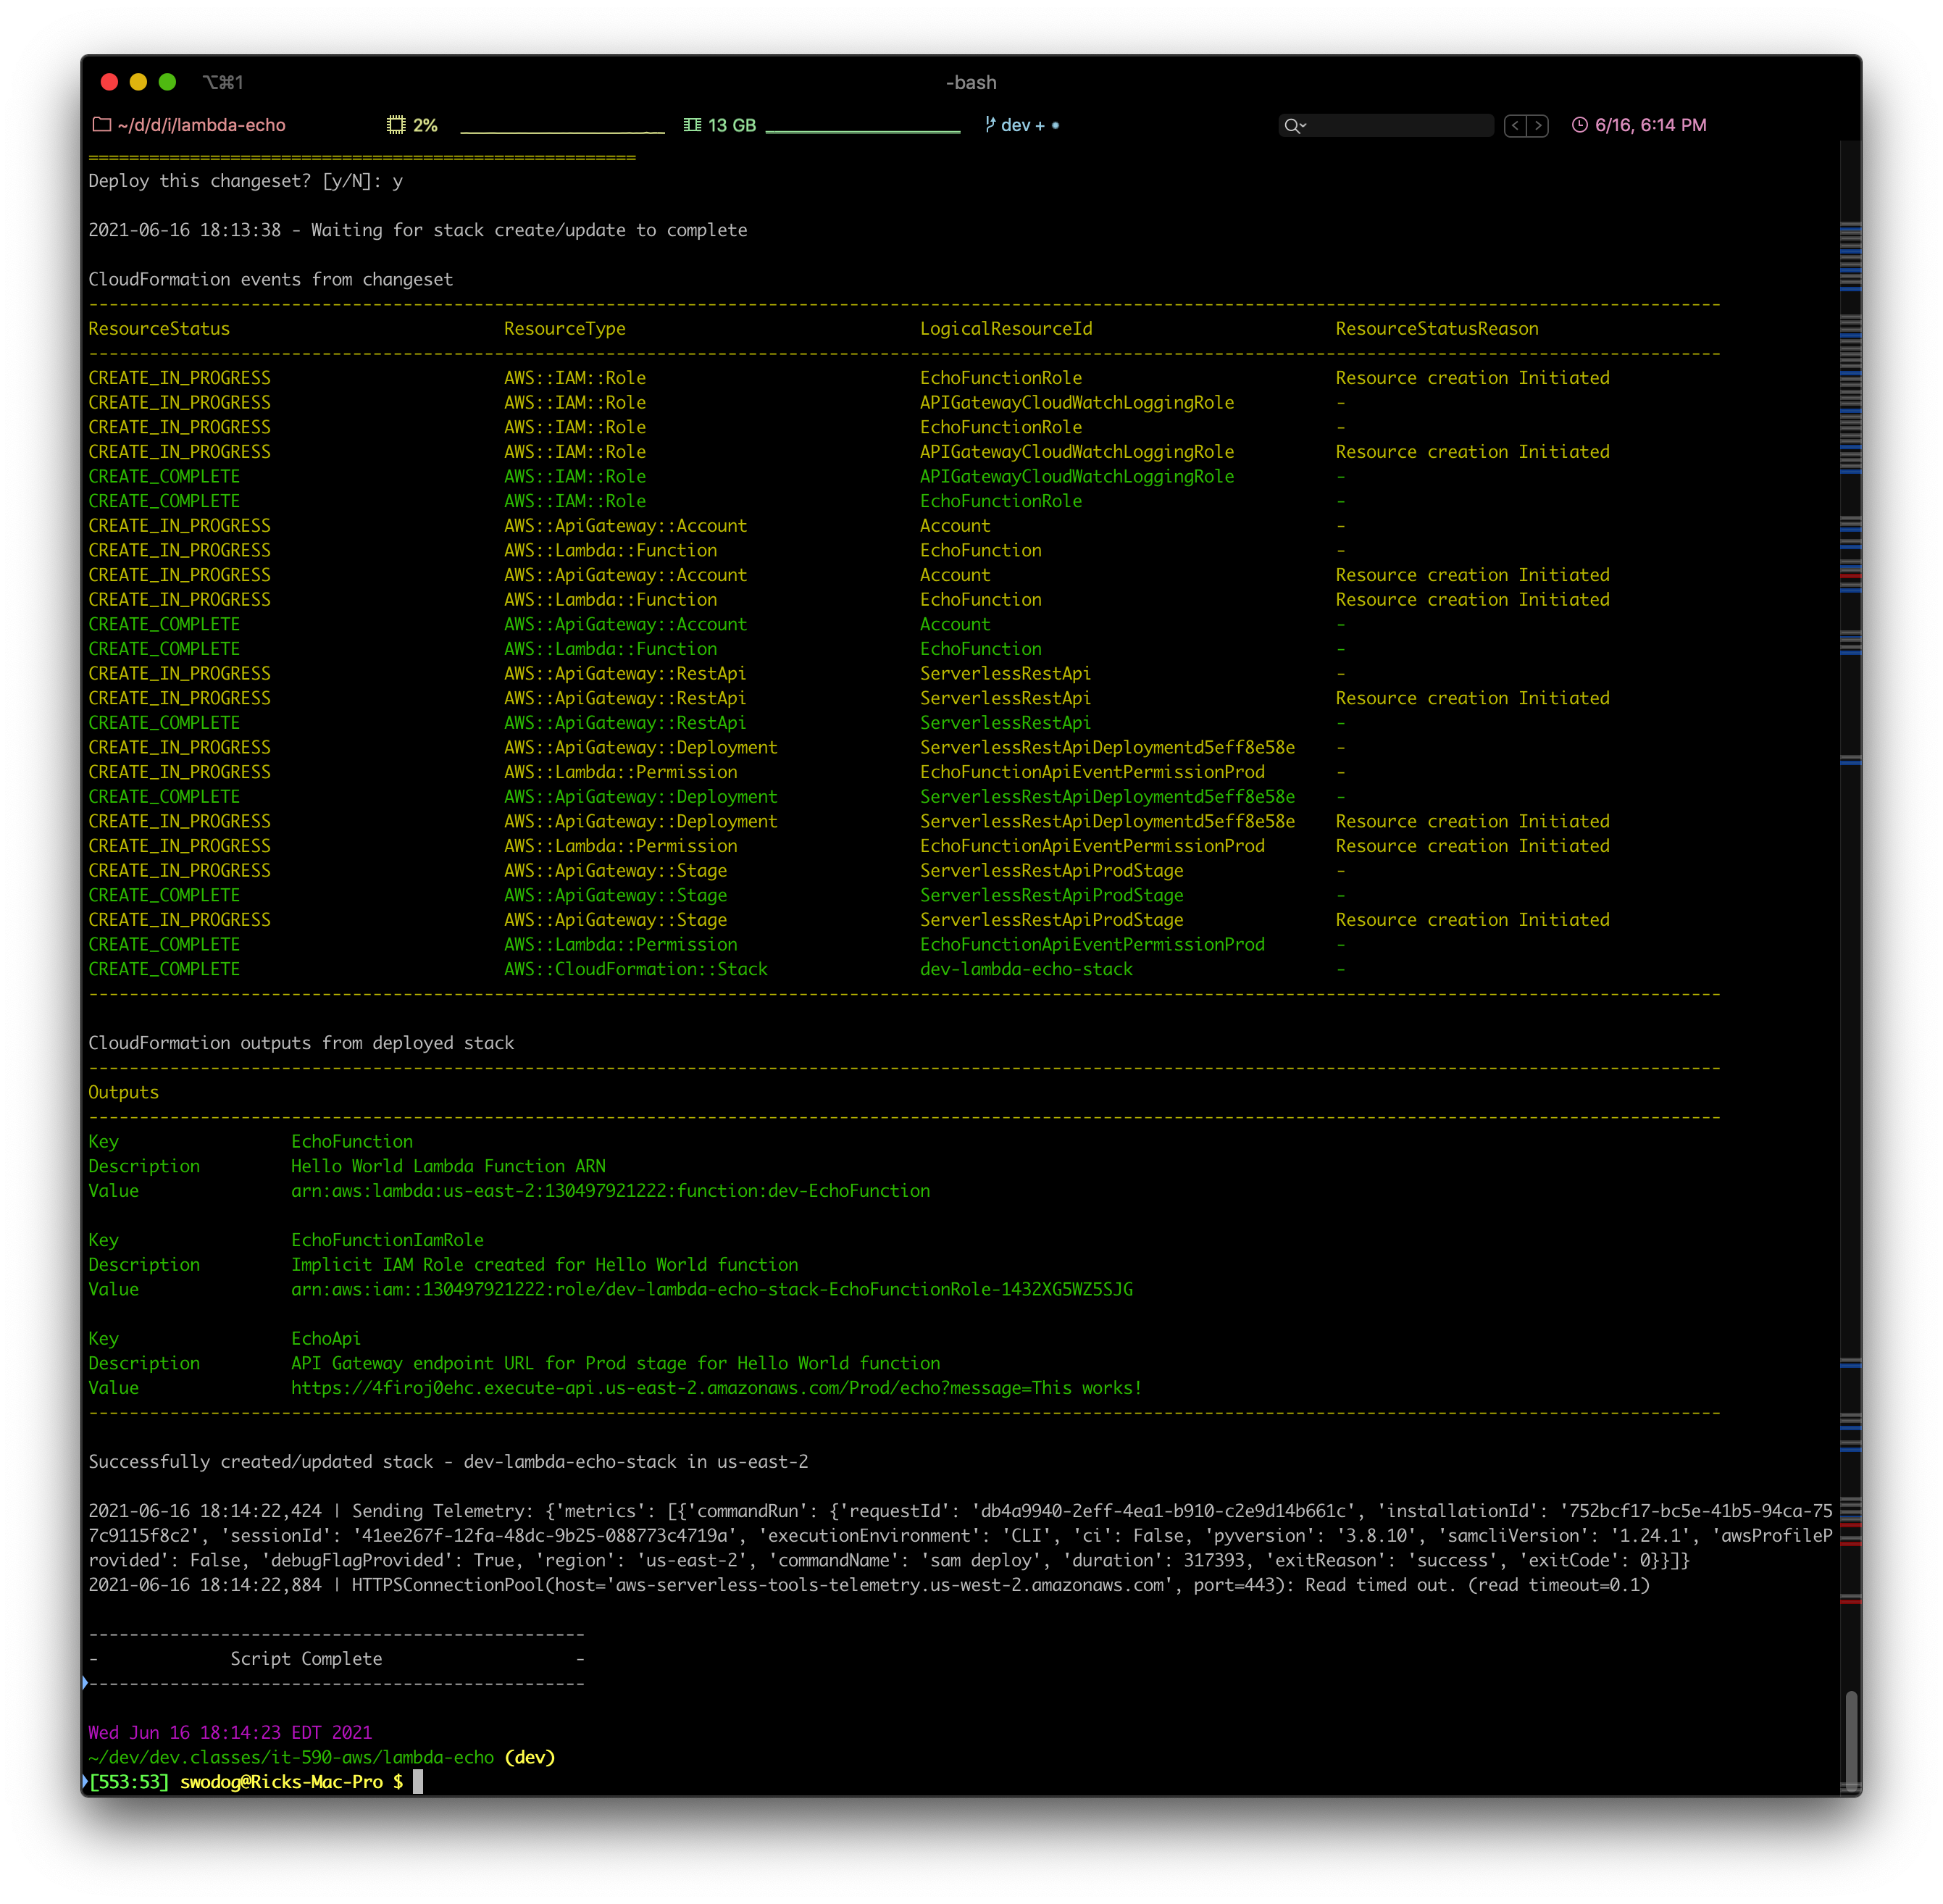 ⌥⌘1 -bash
~/d/d/i/lambda-echo 2% 13 GB dev + • 6/16, 6:14 PM
======================================================
Deploy this changeset? [y/N]: y
2021-06-16 18:13:38 - Waiting for stack create/update to complete
CloudFormation events from changeset
-----------------------------------------------------------------------------------------------------------------------------------------------------------------
ResourceStatus ResourceType LogicalResourceId ResourceStatusReason
-----------------------------------------------------------------------------------------------------------------------------------------------------------------
CREATE_IN_PROGRESS AWS::IAM::Role EchoFunctionRole Resource creation Initiated
CREATE_IN_PROGRESS AWS::IAM::Role APIGatewayCloudWatchLoggingRole -
CREATE_IN_PROGRESS AWS::IAM::Role EchoFunctionRole -
CREATE_IN_PROGRESS AWS::IAM::Role APIGatewayCloudWatchLoggingRole Resource creation Initiated
CREATE_COMPLETE AWS::IAM::Role APIGatewayCloudWatchLoggingRole -
CREATE_COMPLETE AWS::IAM::Role EchoFunctionRole -
CREATE_IN_PROGRESS AWS::ApiGateway::Account Account -
CREATE_IN_PROGRESS AWS::Lambda::Function EchoFunction -
CREATE_IN_PROGRESS AWS::ApiGateway::Account Account Resource creation Initiated
CREATE_IN_PROGRESS AWS::Lambda::Function EchoFunction Resource creation Initiated
CREATE_COMPLETE AWS::ApiGateway::Account Account -
CREATE_COMPLETE AWS::Lambda::Function EchoFunction -
CREATE_IN_PROGRESS AWS::ApiGateway::RestApi ServerlessRestApi -
CREATE_IN_PROGRESS AWS::ApiGateway::RestApi ServerlessRestApi Resource creation Initiated
CREATE_COMPLETE AWS::ApiGateway::RestApi ServerlessRestApi -
CREATE_IN_PROGRESS AWS::ApiGateway::Deployment ServerlessRestApiDeploymentd5eff8e58e -
CREATE_IN_PROGRESS AWS::Lambda::Permission EchoFunctionApiEventPermissionProd -
CREATE_COMPLETE AWS::ApiGateway::Deployment ServerlessRestApiDeploymentd5eff8e58e -
CREATE_IN_PROGRESS AWS::ApiGateway::Deployment ServerlessRestApiDeploymentd5eff8e58e Resource creation Initiated
CREATE_IN_PROGRESS AWS::Lambda::Permission EchoFunctionApiEventPermissionProd Resource creation Initiated
CREATE_IN_PROGRESS AWS::ApiGateway::Stage ServerlessRestApiProdStage -
CREATE_COMPLETE AWS::ApiGateway::Stage ServerlessRestApiProdStage -
CREATE_IN_PROGRESS AWS::ApiGateway::Stage ServerlessRestApiProdStage Resource creation Initiated
CREATE_COMPLETE AWS::Lambda::Permission EchoFunctionApiEventPermissionProd -
CREATE_COMPLETE AWS::CloudFormation::Stack dev-lambda-echo-stack -
-----------------------------------------------------------------------------------------------------------------------------------------------------------------
CloudFormation outputs from deployed stack
-----------------------------------------------------------------------------------------------------------------------------------------------------------------
Outputs
-----------------------------------------------------------------------------------------------------------------------------------------------------------------
Key EchoFunction
Description Hello World Lambda Function ARN
Value arn:aws:lambda:us-east-2:130497921222:function:dev-EchoFunction
Key EchoFunctionIamRole
Description Implicit IAM Role created for Hello World function
Value arn:aws:iam::130497921222:role/dev-lambda-echo-stack-EchoFunctionRole-1432XG5WZ5SJG
Key EchoApi
Description API Gateway endpoint URL for Prod stage for Hello World function
Value https://4firoj0ehc.execute-api.us-east-2.amazonaws.com/Prod/echo?message=This works!
-----------------------------------------------------------------------------------------------------------------------------------------------------------------
Successfully created/updated stack - dev-lambda-echo-stack in us-east-2
2021-06-16 18:14:22,424 | Sending Telemetry: {'metrics': [{'commandRun': {'requestId': 'db4a9940-2eff-4ea1-b910-c2e9d14b661c', 'installationId': '752bcf17-bc5e-41b5-94ca-75
7c9115f8c2', 'sessionId': '41ee267f-12fa-48dc-9b25-088773c4719a', 'executionEnvironment': 'CLI', 'ci': False, 'pyversion': '3.8.10', 'samcliVersion': '1.24.1', 'awsProfileP
rovided': False, 'debugFlagProvided': True, 'region': 'us-east-2', 'commandName': 'sam deploy', 'duration': 317393, 'exitReason': 'success', 'exitCode': 0}}]}
2021-06-16 18:14:22,884 | HTTPSConnectionPool(host='aws-serverless-tools-telemetry.us-west-2.amazonaws.com', port=443): Read timed out. (read timeout=0.1)
-------------------------------------------------
- Script Complete -
-------------------------------------------------
Wed Jun 16 18:14:23 EDT 2021
~/dev/dev.classes/it-590-aws/lambda-echo (dev)
[553:53] swodog@Ricks-Mac-Pro $